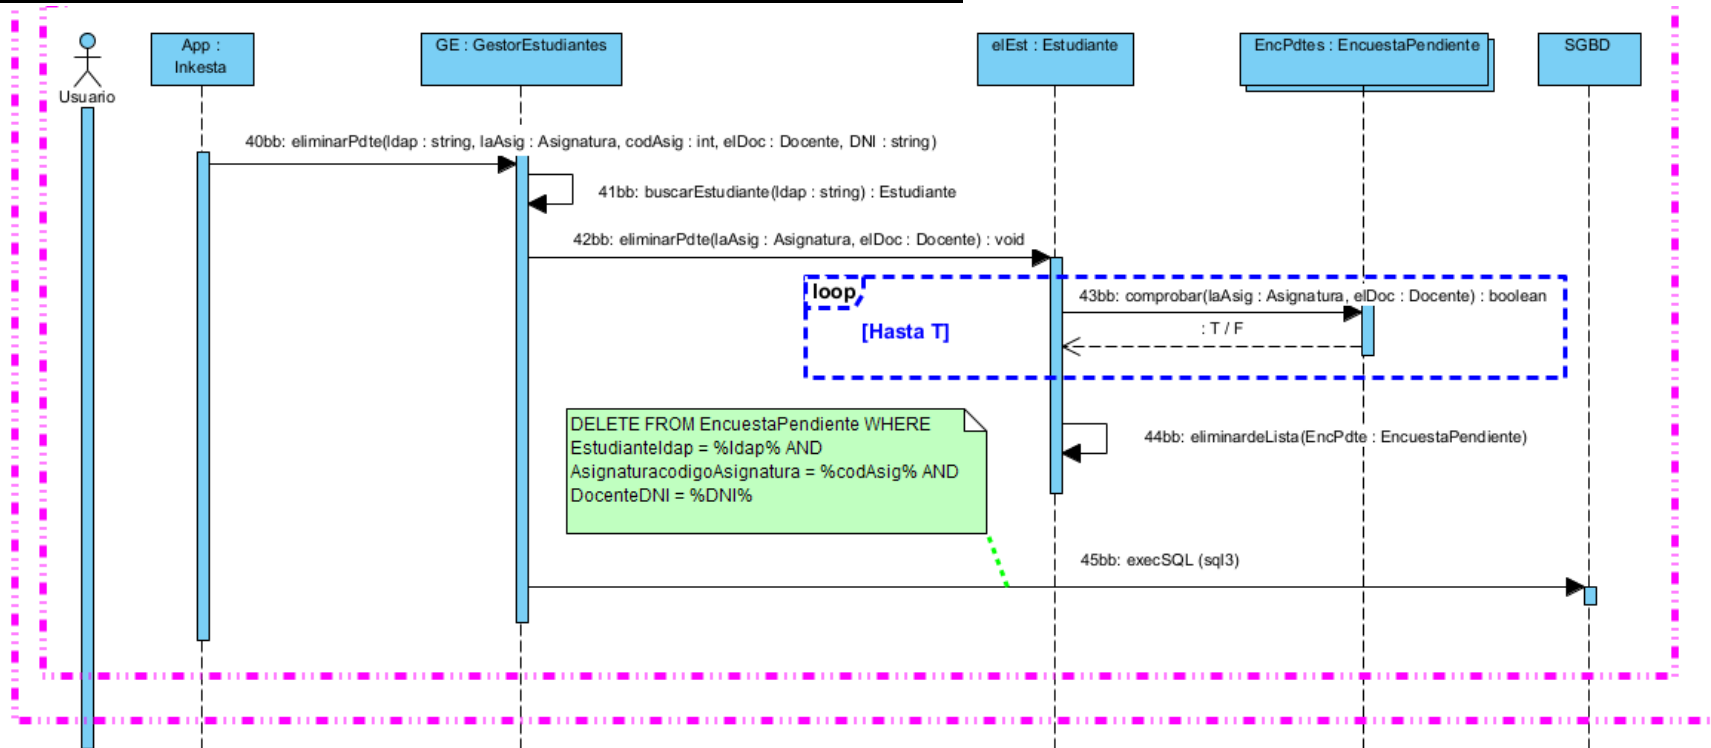 App :
Inkesta
GE : GestorEstudiantes
elEst : Estudiante
EncPdtes : EncuestaPendiente
SGBD
Usuario
40bb: eliminarPdte(ldap : string, laAsig : Asignatura, codAsig : int, elDoc : Docente, DNI : string)
41bb: buscarEstudiante(ldap : string) : Estudiante
42bb: eliminarPdte(laAsig : Asignatura, elDoc : Docente) : void
loop
43bb: comprobar(laAsig : Asignatura, elDoc : Docente) : boolean
[Hasta T]
: T / F
DELETE FROM EncuestaPendiente WHERE
Estudianteldap = %ldap% AND
AsignaturacodigoAsignatura = %codAsig% AND
DocenteDNI = %DNI%
44bb: eliminardeLista(EncPdte : EncuestaPendiente)
45bb: execSQL (sql3)